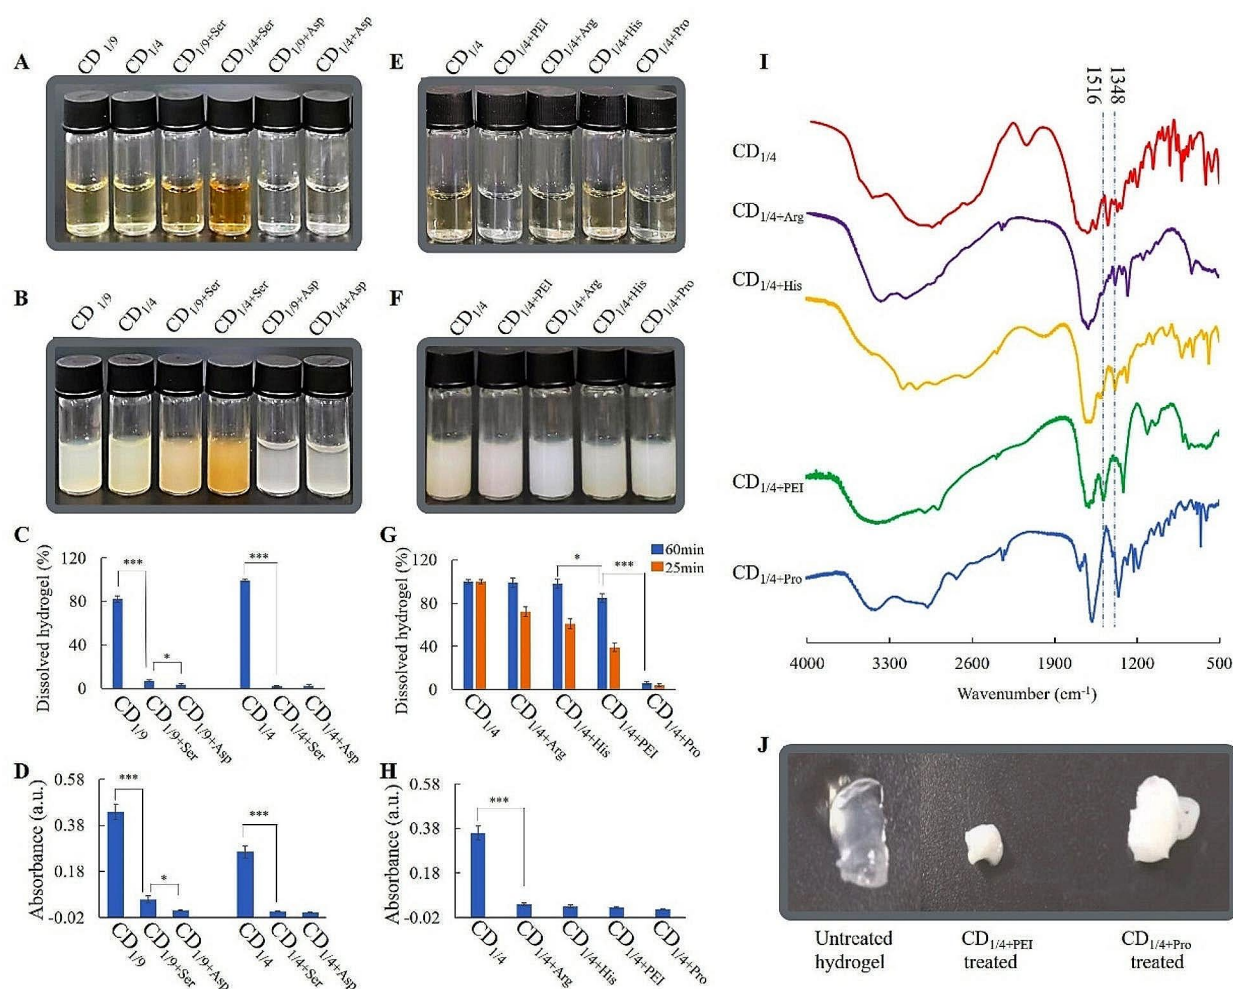 A
CD1/9
CD1/4
CD1/9+Ser
CD1/4+Ser
CD1/9+Asp
CD1/4+Asp
B
CD1/9
CD1/4
CD1/9+Ser
CD1/4+Ser
CD1/9+Asp
CD1/4+Asp
C
Dissolved hydrogel (%)
120
80
40
0
***
*
***
CD1/9
CD1/9+Ser
CD1/9+Asp
CD1/4
CD1/4+Ser
CD1/4+Asp
D
Absorbance (a.u.)
0.58
0.38
0.18
-0.02
***
*
***
CD1/9
CD1/9+Ser
CD1/9+Asp
CD1/4
CD1/4+Ser
CD1/4+Asp
E
CD1/4
CD1/4+PEI
CD1/4+Arg
CD1/4+His
CD1/4+Pro
F
CD1/4
CD1/4+PEI
CD1/4+Arg
CD1/4+His
CD1/4+Pro
G
Dissolved hydrogel (%)
120
80
40
0
*
***
60min
25min
CD1/4
CD1/4+Arg
CD1/4+His
CD1/4+PEI
CD1/4+Pro
H
Absorbance (a.u.)
0.58
0.38
0.18
-0.02
***
CD1/4
CD1/4+Arg
CD1/4+His
CD1/4+PEI
CD1/4+Pro
I
1516
1348
CD1/4
CD1/4+Arg
CD1/4+His
CD1/4+PEI
CD1/4+Pro
4000 3300 2600 1900 1200 500
Wavenumber (cm-1)
J
Untreated
hydrogel
CD1/4+PEI
treated
CD1/4+Pro
treated